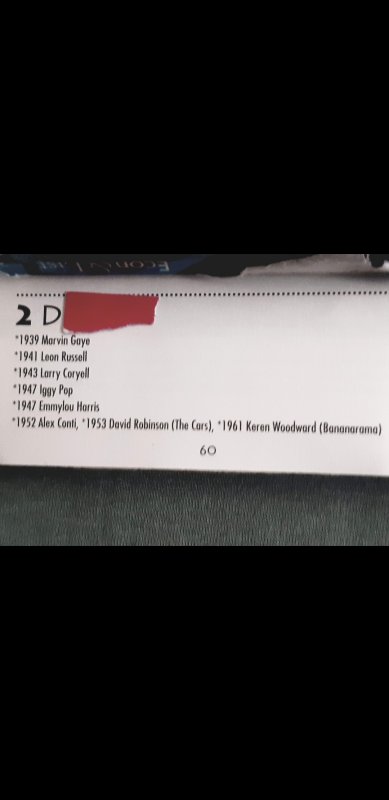 2 D
*1939 Marvin Gaye
*1941 Leon Russell
*1943 Larry Coryell
*1947 Iggy Pop
*1947 Emmylou Harris
*1952 Alex Conti, *1953 David Robinson (The Cars), *1961 Keren Woodward (Bananarama)
60